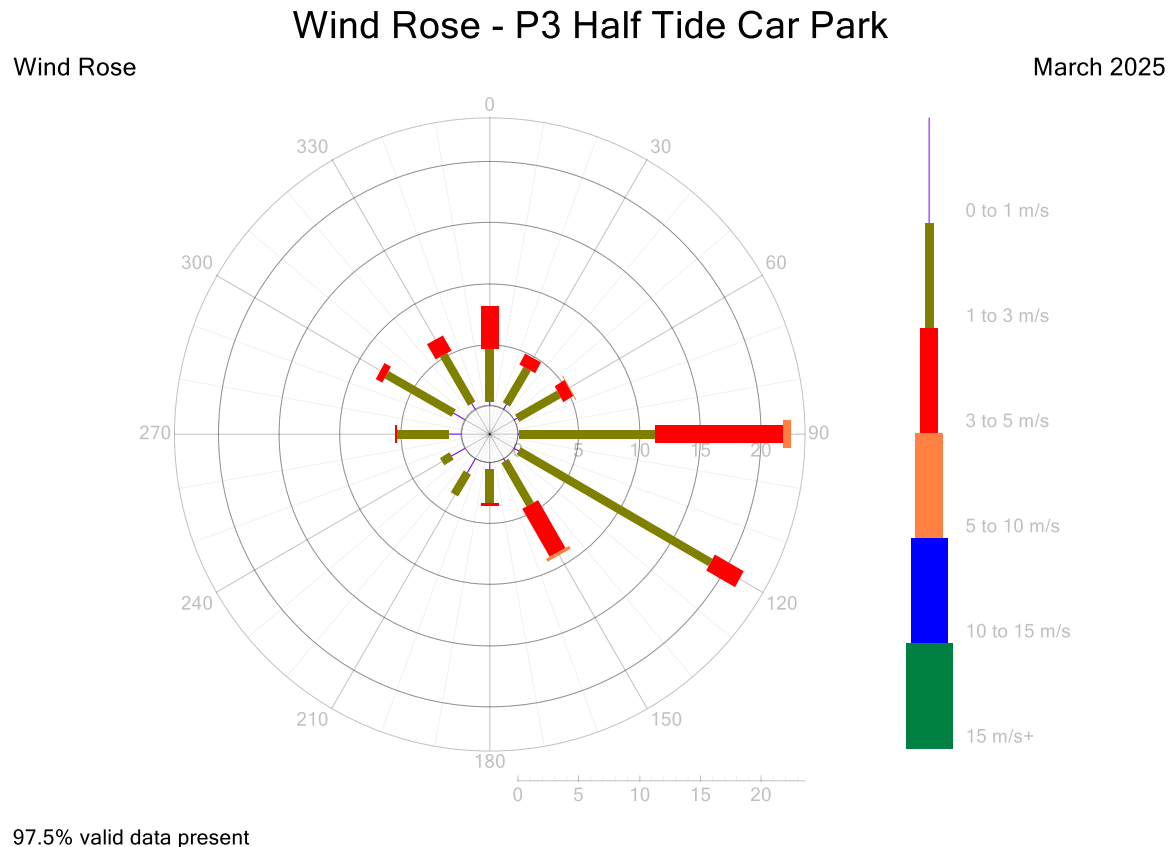 Wind Rose - P3 Half Tide Car Park
Wind Rose
March 2025
0
330
30
300
60
270
90
0 5 10 15 20
240
120
210
150
180
0 5 10 15 20
0 to 1 m/s
1 to 3 m/s
3 to 5 m/s
5 to 10 m/s
10 to 15 m/s
15 m/s+
97.5% valid data present